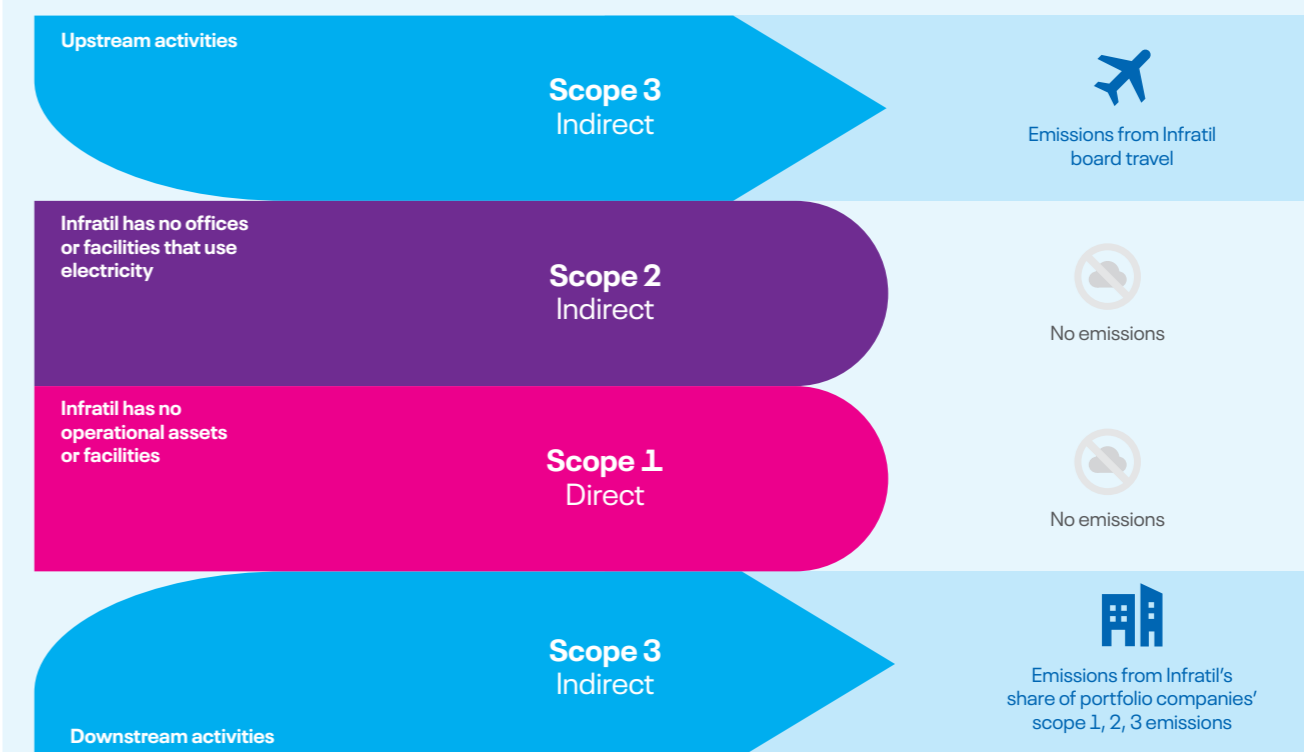 Upstream activities
Scope 3
Indirect
Emissions from Infratil
board travel
Infratil has no offices
or facilities that use
electricity
Scope 2
Indirect
No emissions
Infratil has no
operational assets
or facilities
Scope 1
Direct
No emissions
Scope 3
Indirect
Downstream activities
Emissions from Infratil's
share of portfolio companies'
scope 1, 2, 3 emissions